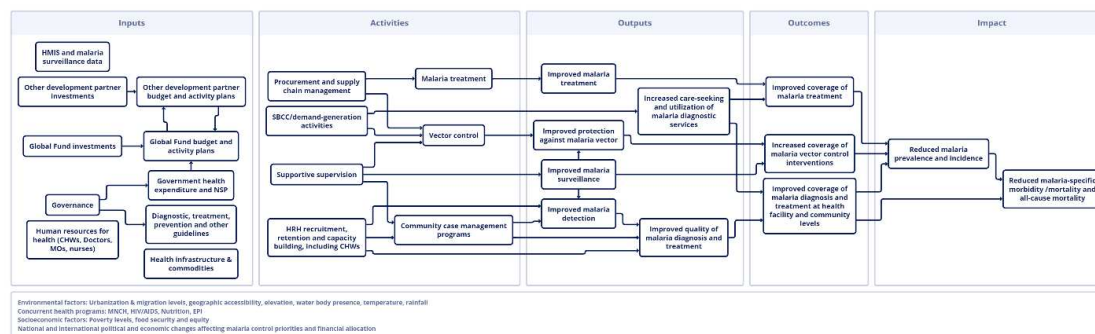 Inputs
Activities
Outputs
Outcomes
Impact
HMIS and malaria
surveillance data
Other development partner
investments
Other development partner
budget and activity plans
Global Fund investments
Global Fund budget and
activity plans
Government health
expenditure and NSP
Governance
Human resources for
health (CHWs, Doctors,
MOs, nurses)
Diagnostic, treatment,
prevention and other
guidelines
Health infrastructure &
commodities
Procurement and supply
chain management
SBCC/demand-generation
activities
Supportive supervision
HRH recruitment,
retention and capacity
building, including CHWs
Malaria treatment
Vector control
Community case management
programs
Improved malaria
treatment
Increased care-seeking
and utilization of
malaria diagnostic
services
Improved protection
against malaria vector
Improved malaria
surveillance
Improved malaria
detection
Improved quality of
malaria diagnosis and
treatment
Improved coverage of
malaria treatment
Increased coverage of
malaria vector control
interventions
Improved coverage of
malaria diagnosis and
treatment at health
facility and community
levels
Reduced malaria
prevalence and incidence
Reduced malaria-specific
morbidity /mortality and
all-cause mortality
Environmental factors: Urbanization & migration levels, geographic accessibility, elevation, water body presence, temperature, rainfall
Concurrent health programs: MNCH, HIV/AIDS, Nutrition, EPI
Socioeconomic factors: Poverty levels, food security and equity
National and international political and economic changes affecting malaria control priorities and financial allocation